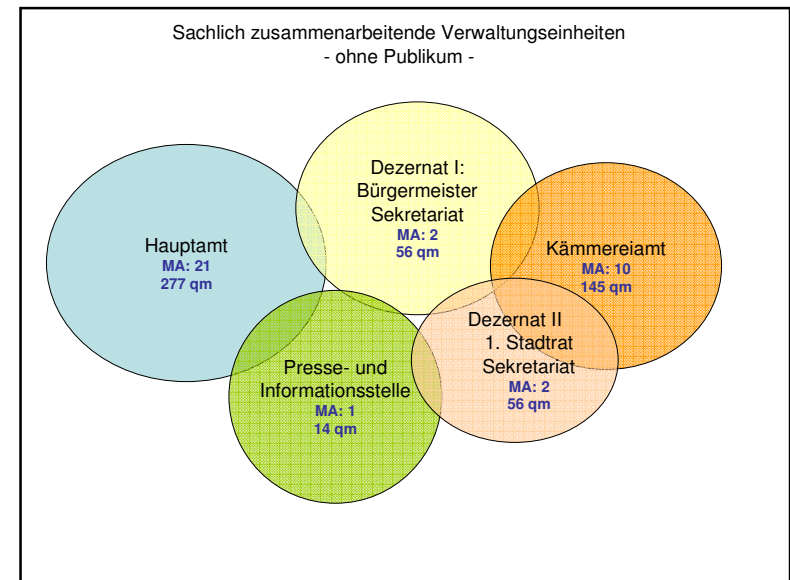 Sachlich zusammenarbeitende Verwaltungseinheiten
- ohne Publikum -
Dezernat I:
Bürgermeister
Sekretariat
MA: 2
56 qm
Hauptamt
MA: 21
277 qm
Kämmereiamt
MA: 10
145 qm
Dezernat II
1. Stadtrat
Sekretariat
MA: 2
56 qm
Presse- und
Informationsstelle
MA: 1
14 qm